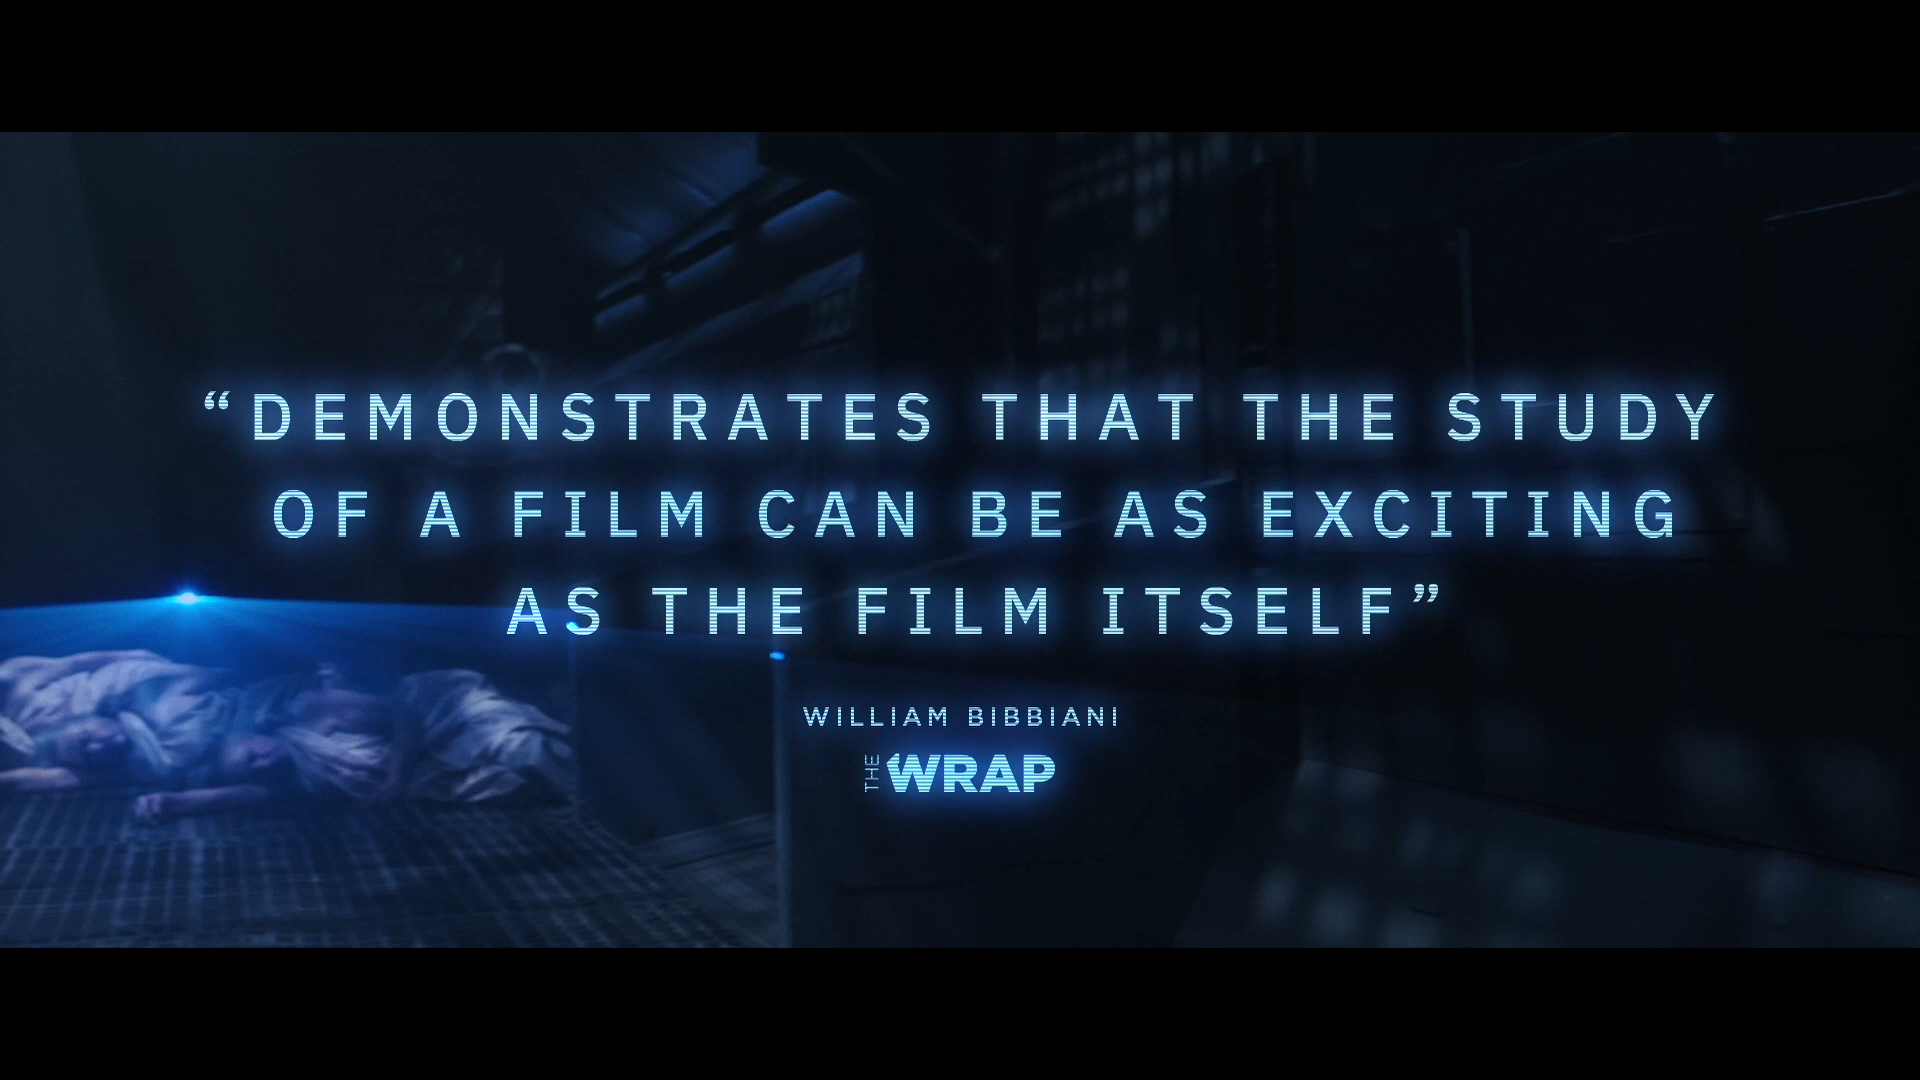 “DEMONSTRATES THAT THE STUDY
OF A FILM CAN BE AS EXCITING
AS THE FILM ITSELF”
WILLIAM BIBBIANI
THE WRAP